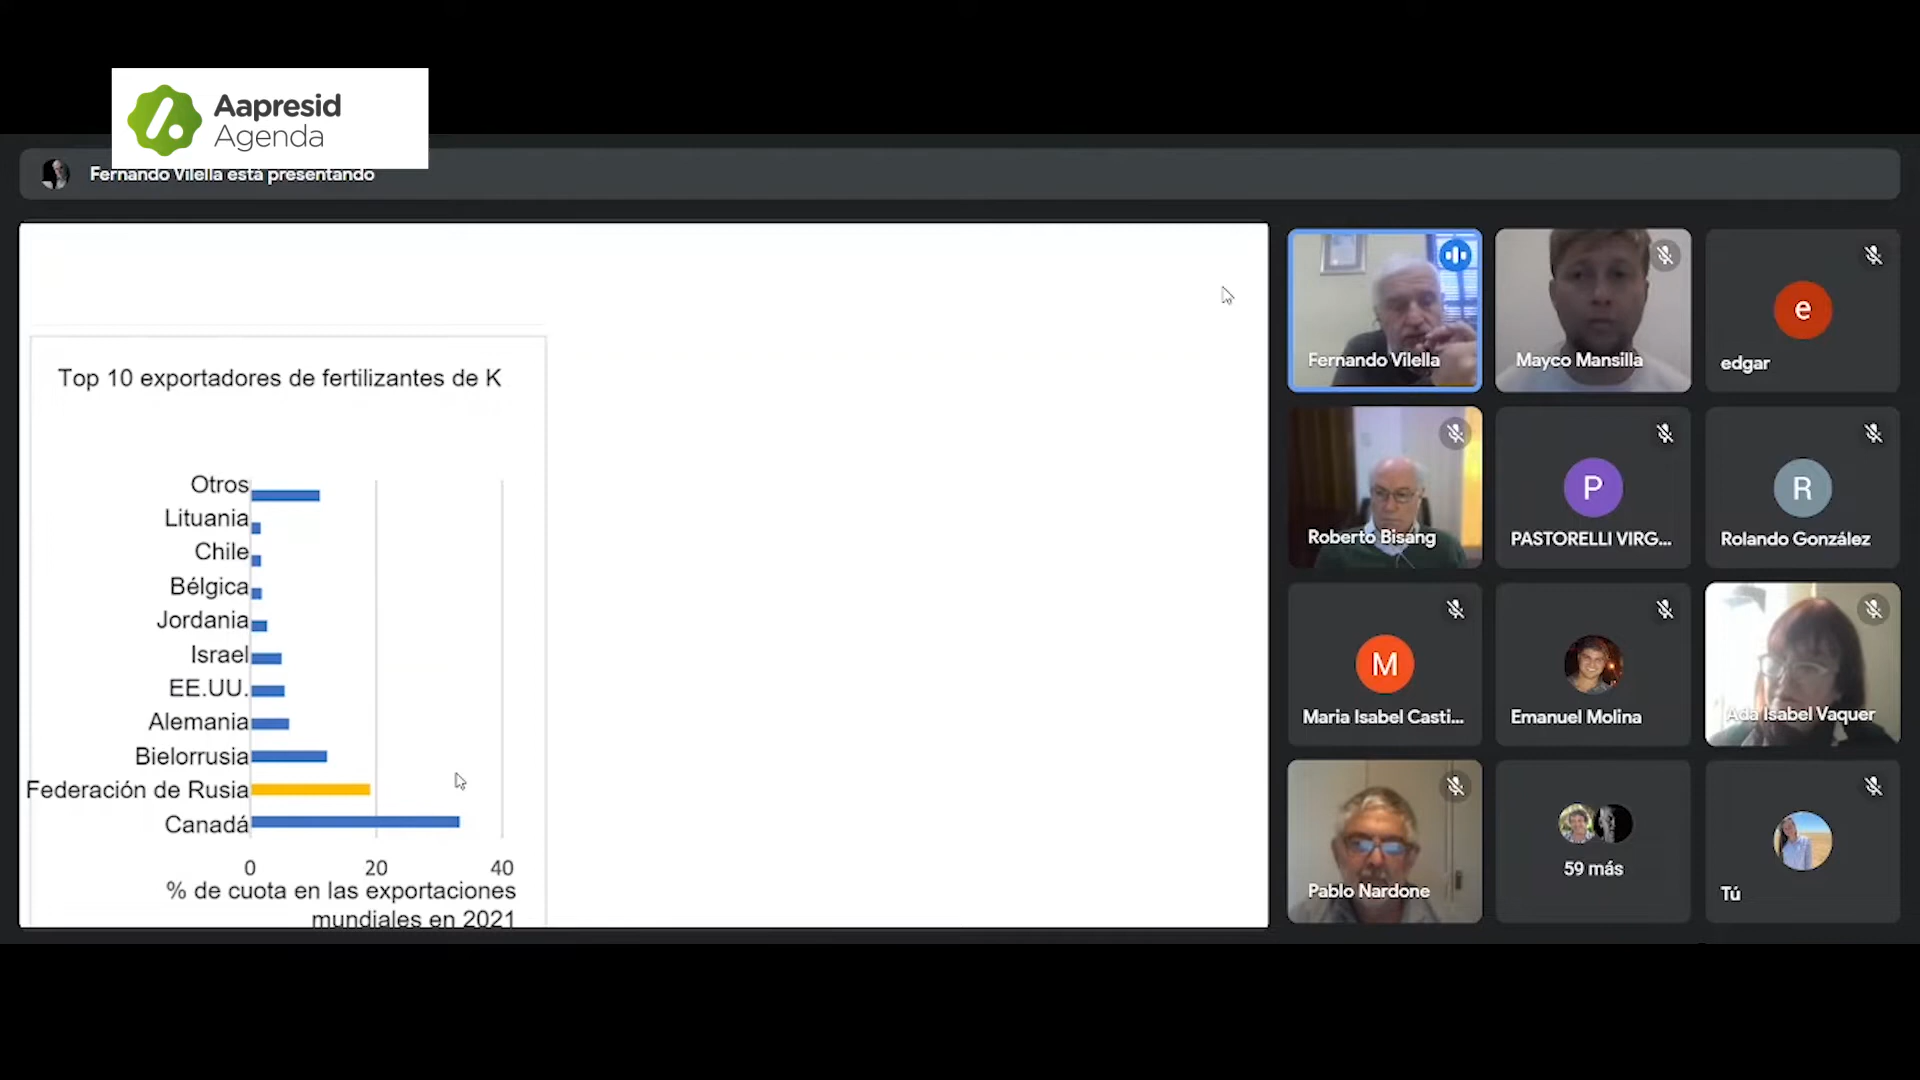 Aapresid
Agenda
Fernando Vilella está presentando
Top 10 exportadores de fertilizantes de K
Otros
Lituania
Chile
Bélgica
Jordania
Israel
EE.UU.
Alemania
Bielorrusia
Federación de Rusia
Canadá
0 20 40
% de cuota en las exportaciones
mundiales en 2021
Fernando Vilella
Mayco Mansilla
e
edgar
Roberto Bisang
P
PASTORELLI VIRG...
R
Rolando González
M
Maria Isabel Casti...
Emanuel Molina
Ada Isabel Vaquer
Pablo Nardone
59 más
Tú